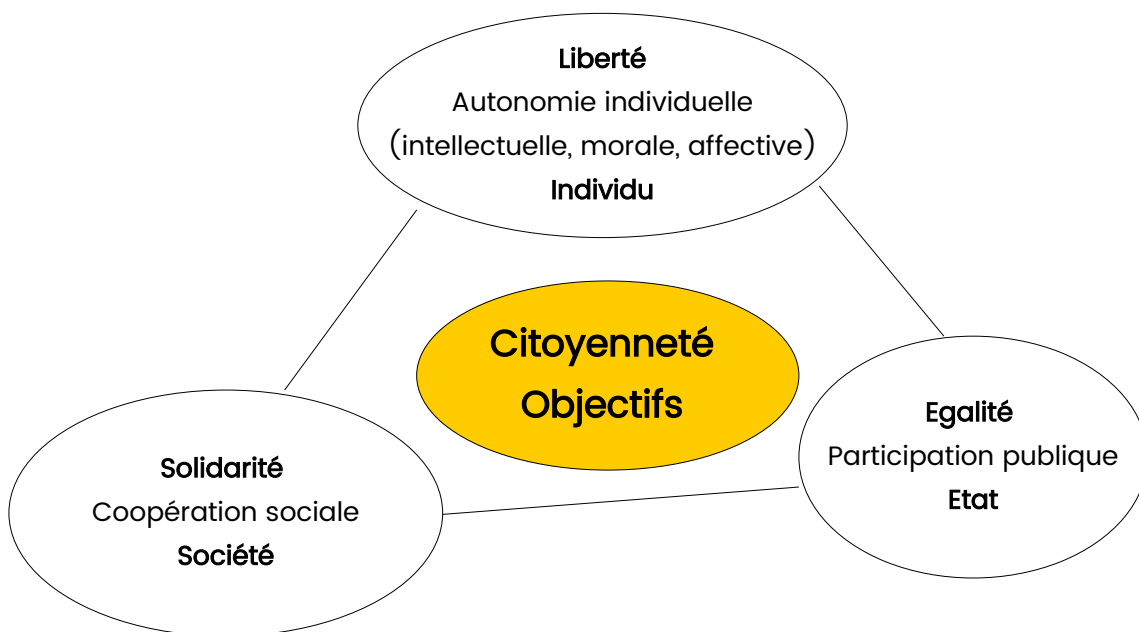 Liberté
Autonomie individuelle
(intellectuelle, morale, affective)
Individu
Citoyenneté
Objectifs
Egalité
Participation publique
Etat
Solidarité
Coopération sociale
Société